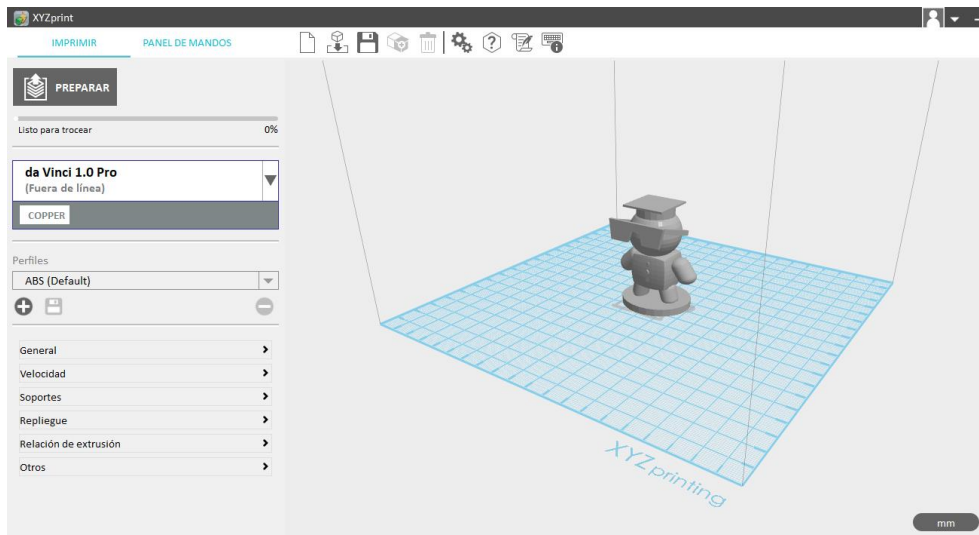 XYZprint
IMPRIMIR PANEL DE MANDOS
PREPARAR
Listo para trocear 0%
da Vinci 1.0 Pro
(Fuera de línea)
COPPER
Perfiles
ABS (Default)
General
Velocidad
Soportes
Repliegue
Relación de extrusión
Otros
XYZprinting
mm